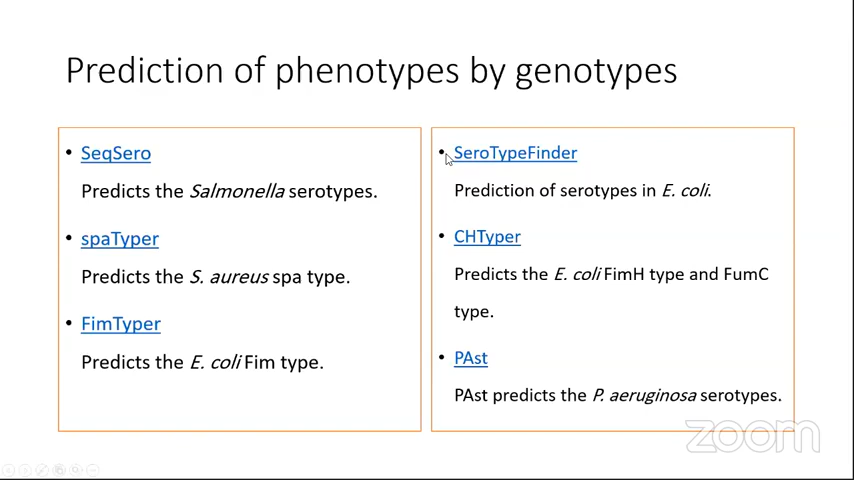 Prediction of phenotypes by genotypes
• SeqSero
Predicts the Salmonella serotypes.
• spaTyper
Predicts the S. aureus spa type.
• FimTyper
Predicts the E. coli Fim type.
• SeroTypeFinder
Prediction of serotypes in E. coli.
• CHTyper
Predicts the E. coli FimH type and FumC
type.
• PAst
PAst predicts the P. aeruginosa serotypes.
zoom